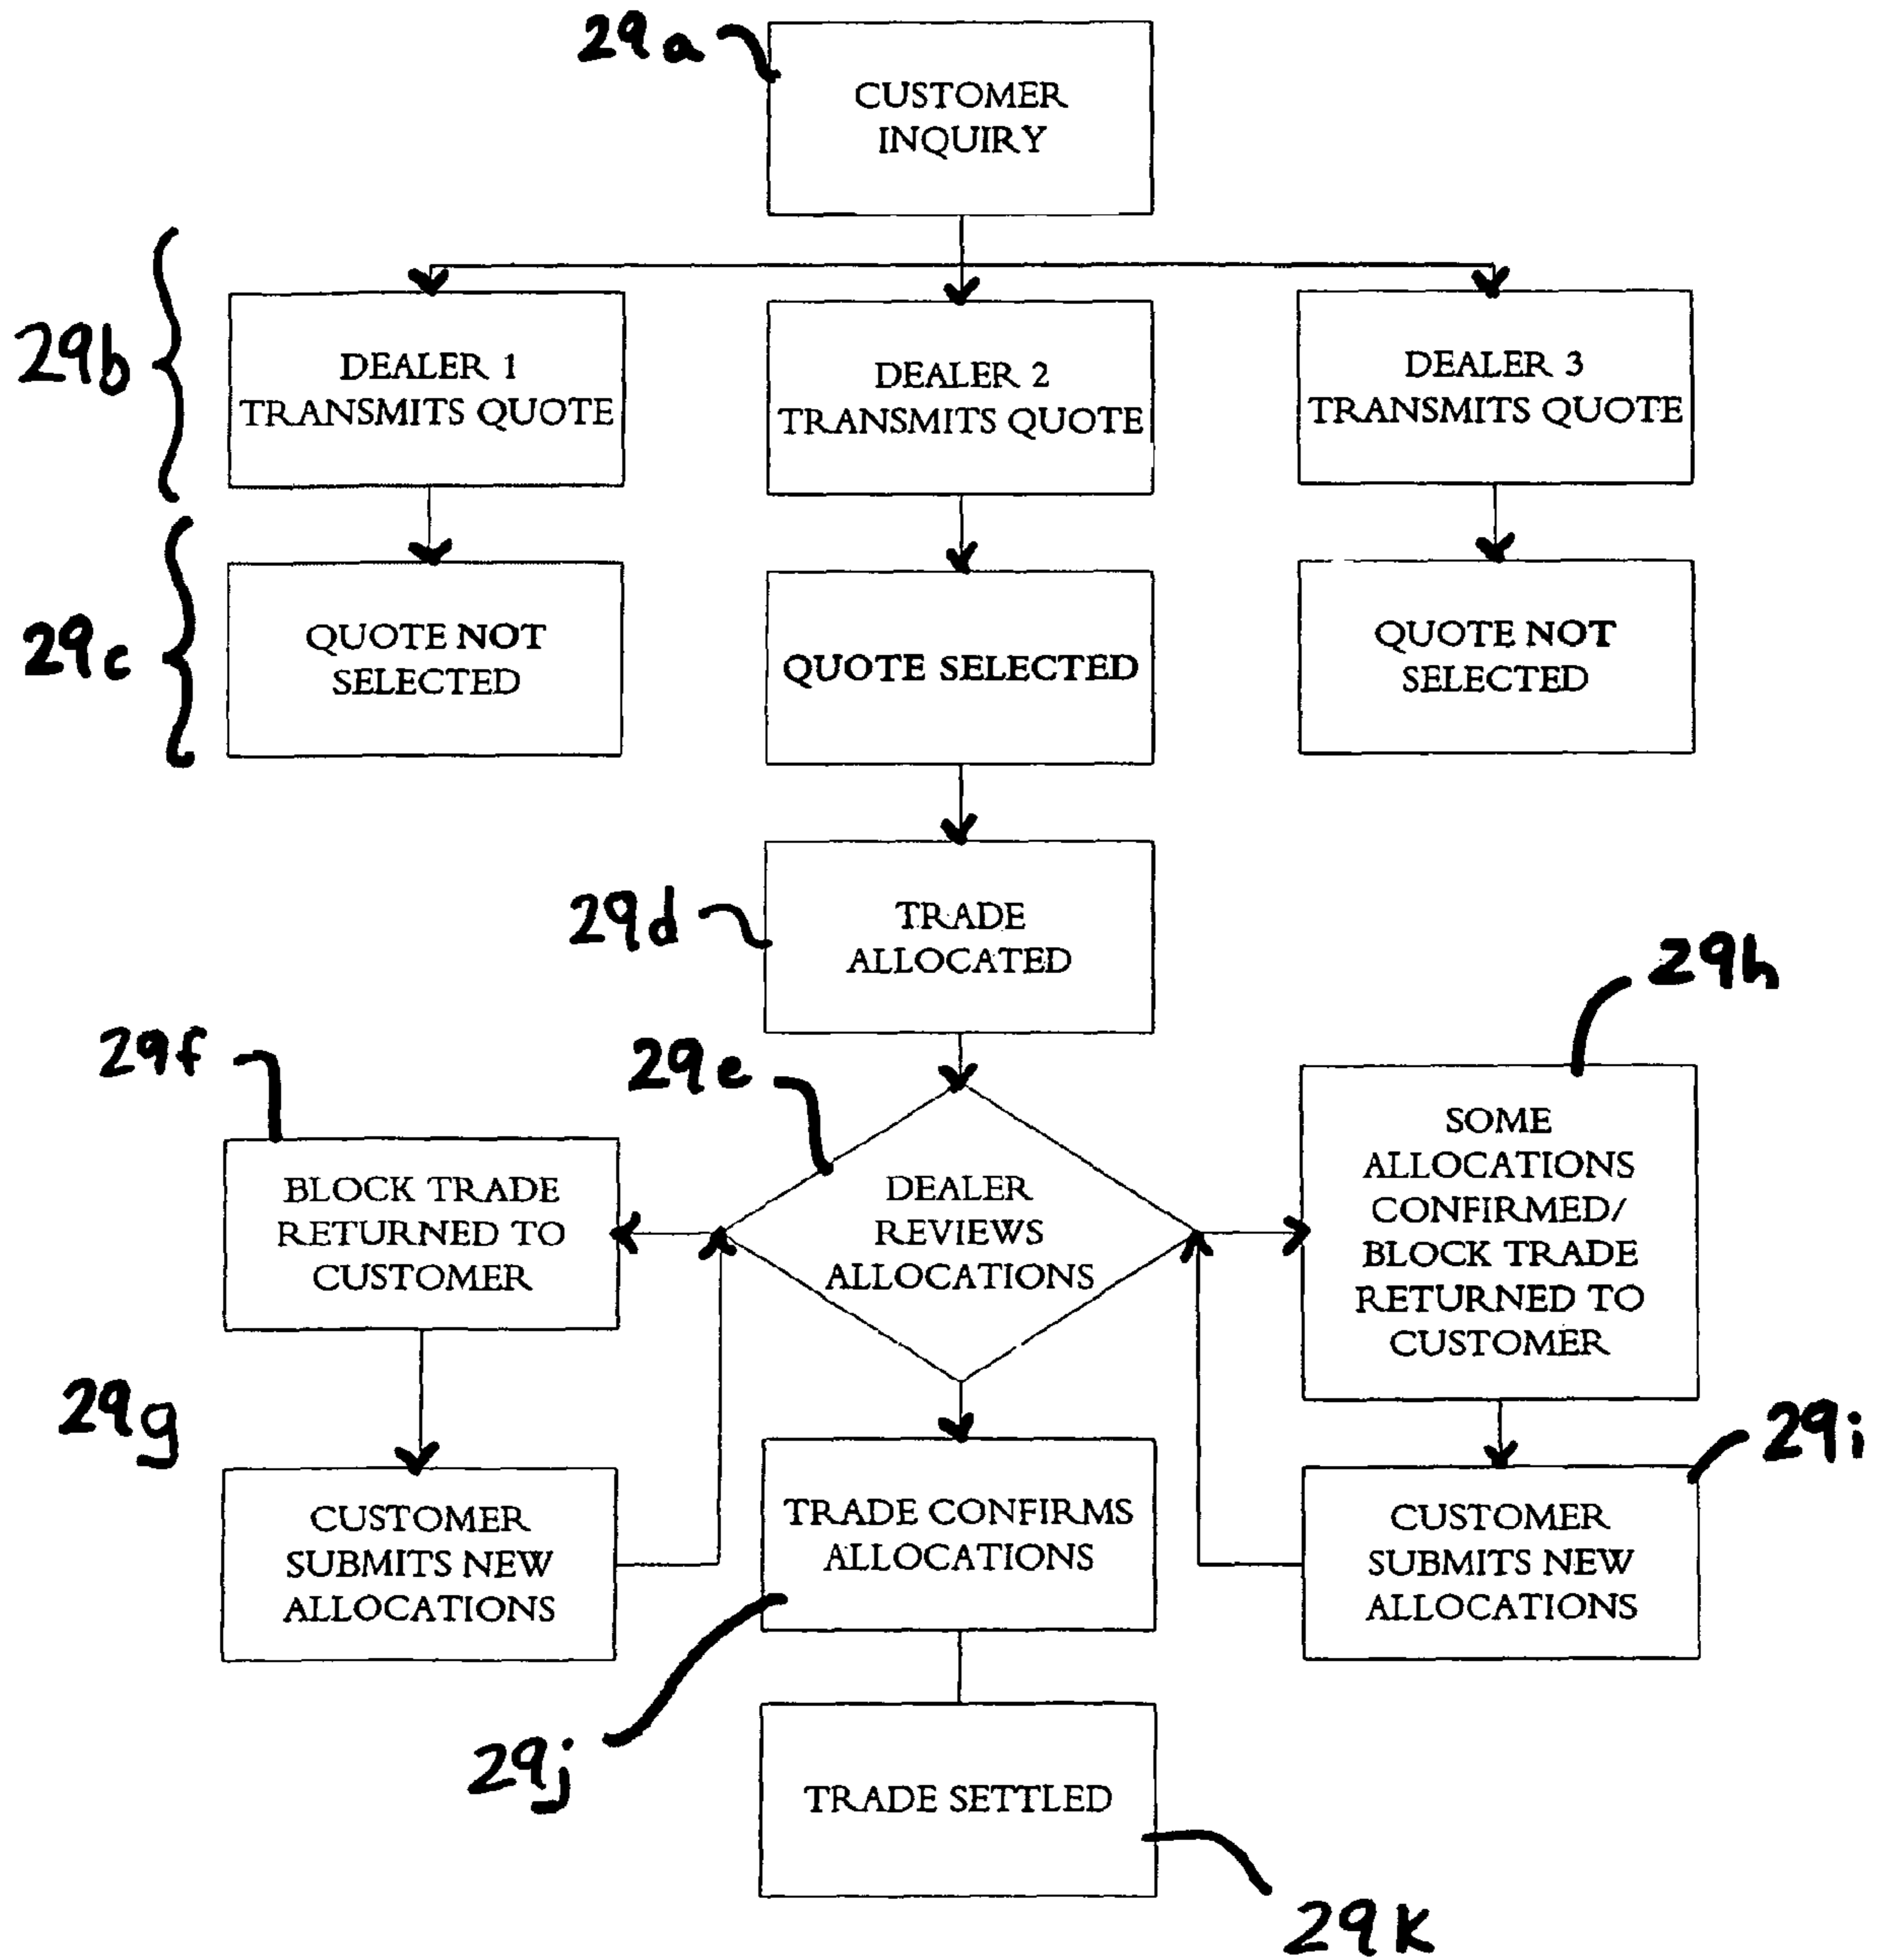 29a
CUSTOMER
INQUIRY
29b
DEALER 1
TRANSMITS QUOTE
DEALER 2
TRANSMITS QUOTE
DEALER 3
TRANSMITS QUOTE
29c
QUOTE NOT
SELECTED
QUOTE SELECTED
QUOTE NOT
SELECTED
29d
TRADE
ALLOCATED
29h
29f
29e
BLOCK TRADE
RETURNED TO
CUSTOMER
DEALER
REVIEWS
ALLOCATIONS
SOME
ALLOCATIONS
CONFIRMED/
BLOCK TRADE
RETURNED TO
CUSTOMER
29g
29i
CUSTOMER
SUBMITS NEW
ALLOCATIONS
TRADE CONFIRMS
ALLOCATIONS
CUSTOMER
SUBMITS NEW
ALLOCATIONS
29j
TRADE SETTLED
29K